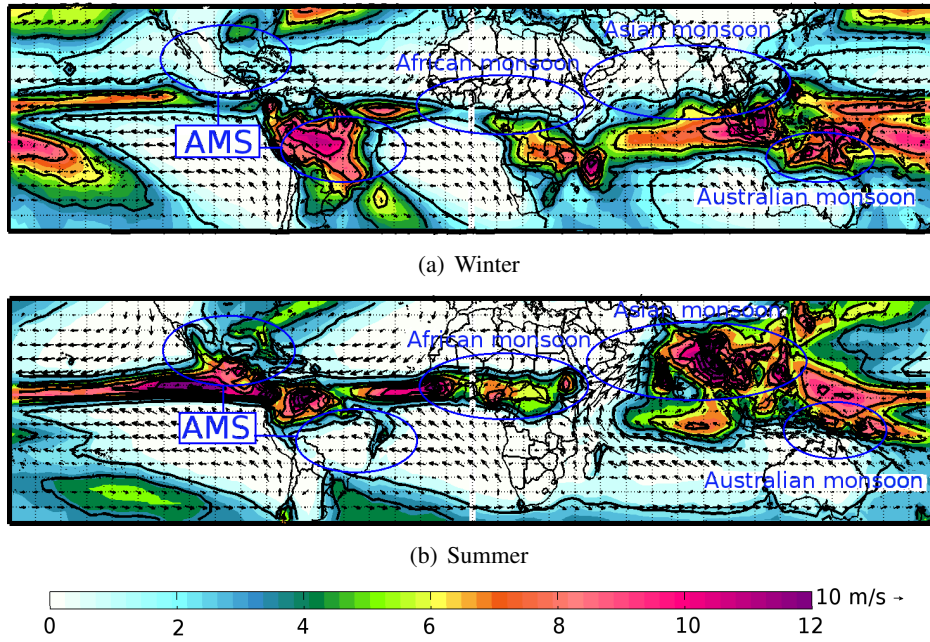 Asian monsoon
African monsoon
AMS
Australian monsoon
(a) Winter
Asian monsoon
African monsoon
AMS
Australian monsoon
(b) Summer
10 m/s
0 2 4 6 8 10 12